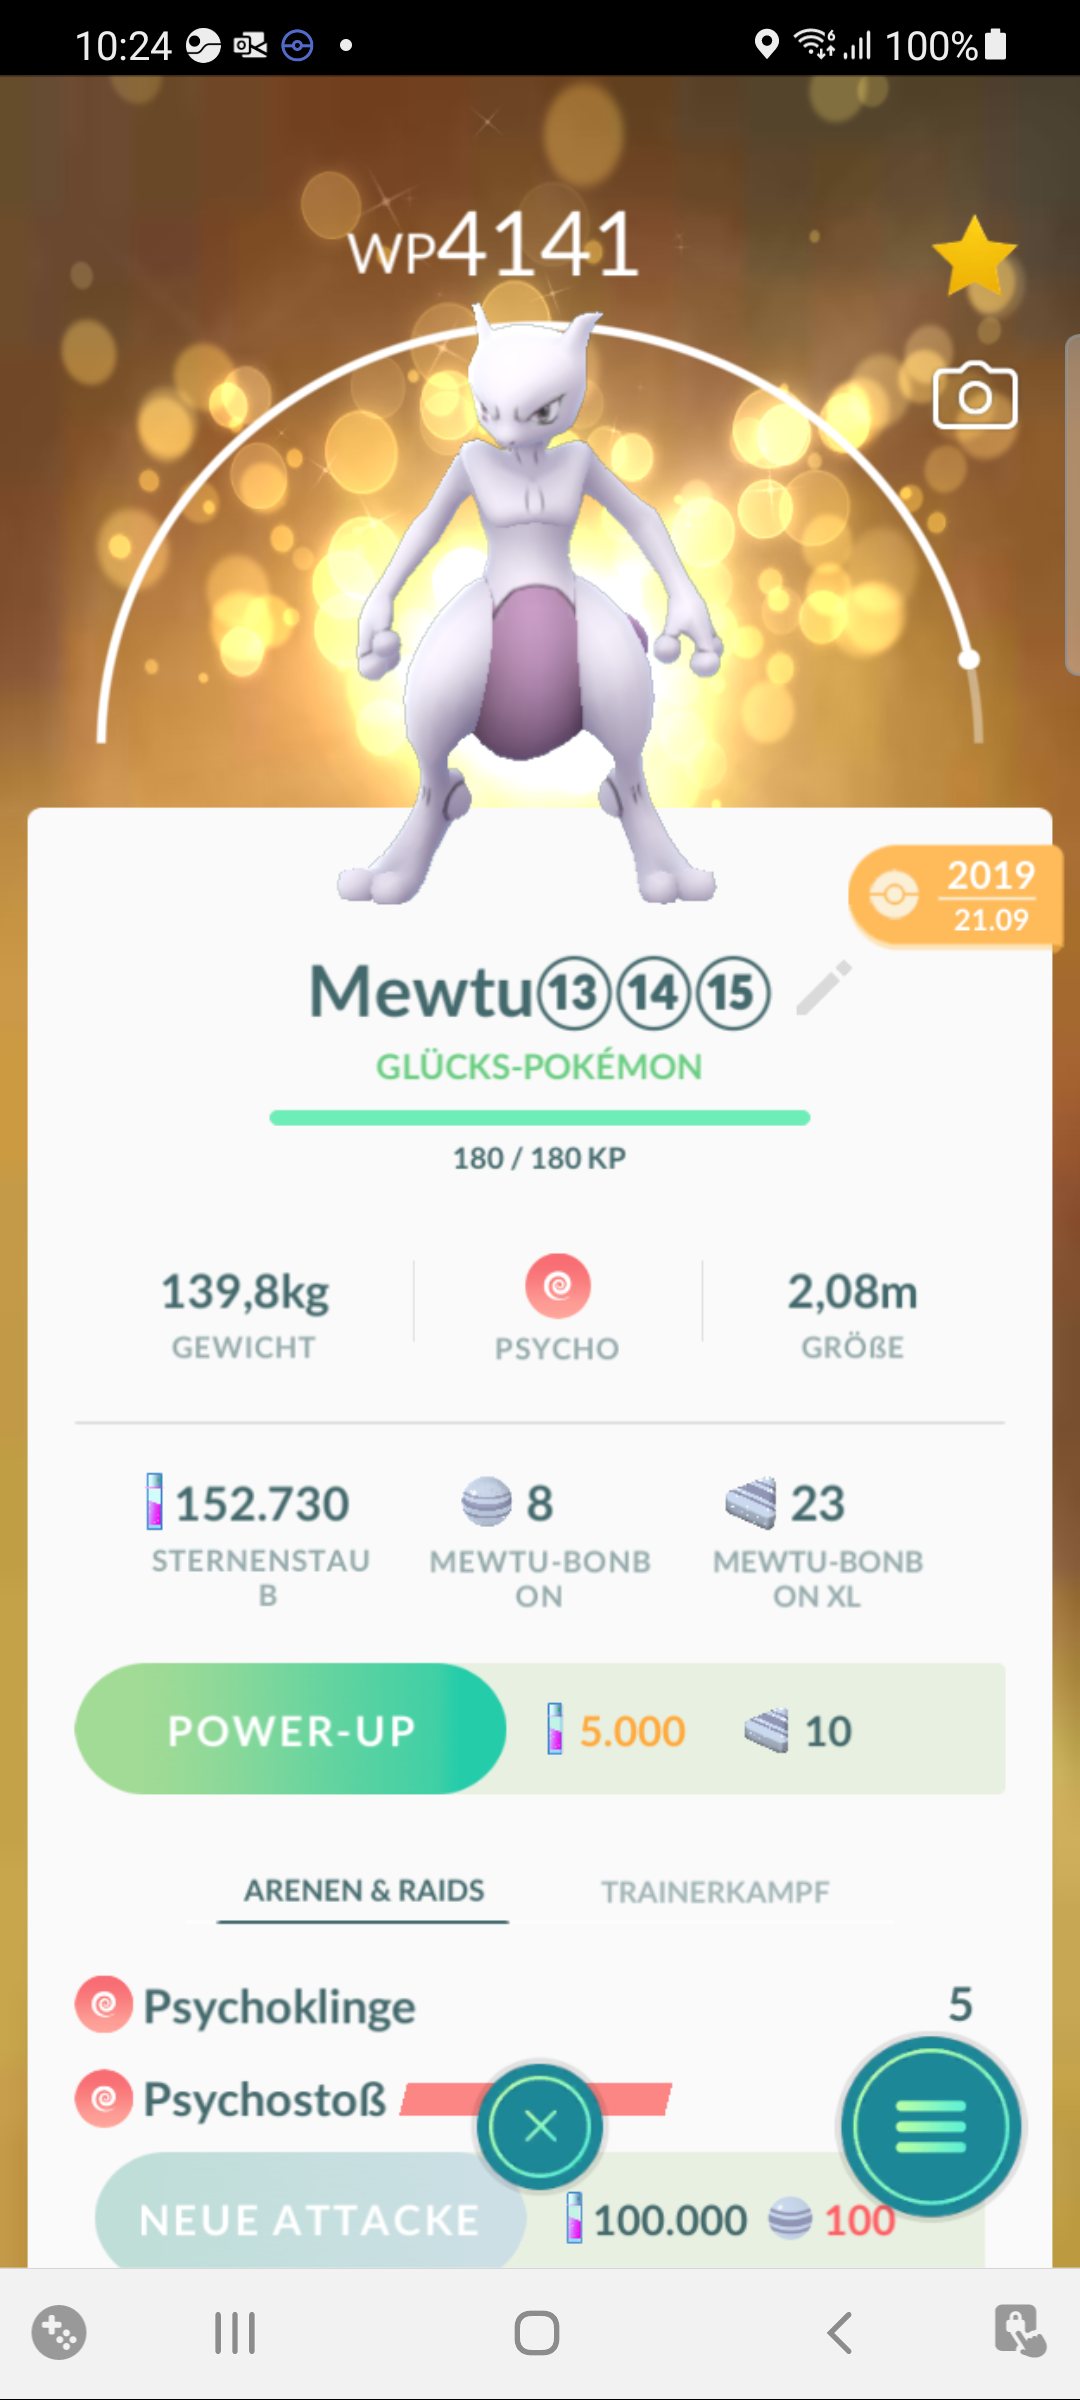 10:24
6
100%
WP4141
2019
21.09
Mewtu⑬⑭⑮
GLÜCKS-POKÉMON
180 / 180 KP
139,8kg
GEWICHT
PSYCHO
2,08m
GRÖßE
152.730
STERNENSTAU
B
8
MEWTU-BONB
ON
23
MEWTU-BONB
ON XL
POWER-UP
5.000
10
ARENEN & RAIDS
TRAINERKAMPF
Psychoklinge
5
Psychostoß
NEUE ATTACKE
100.000
100